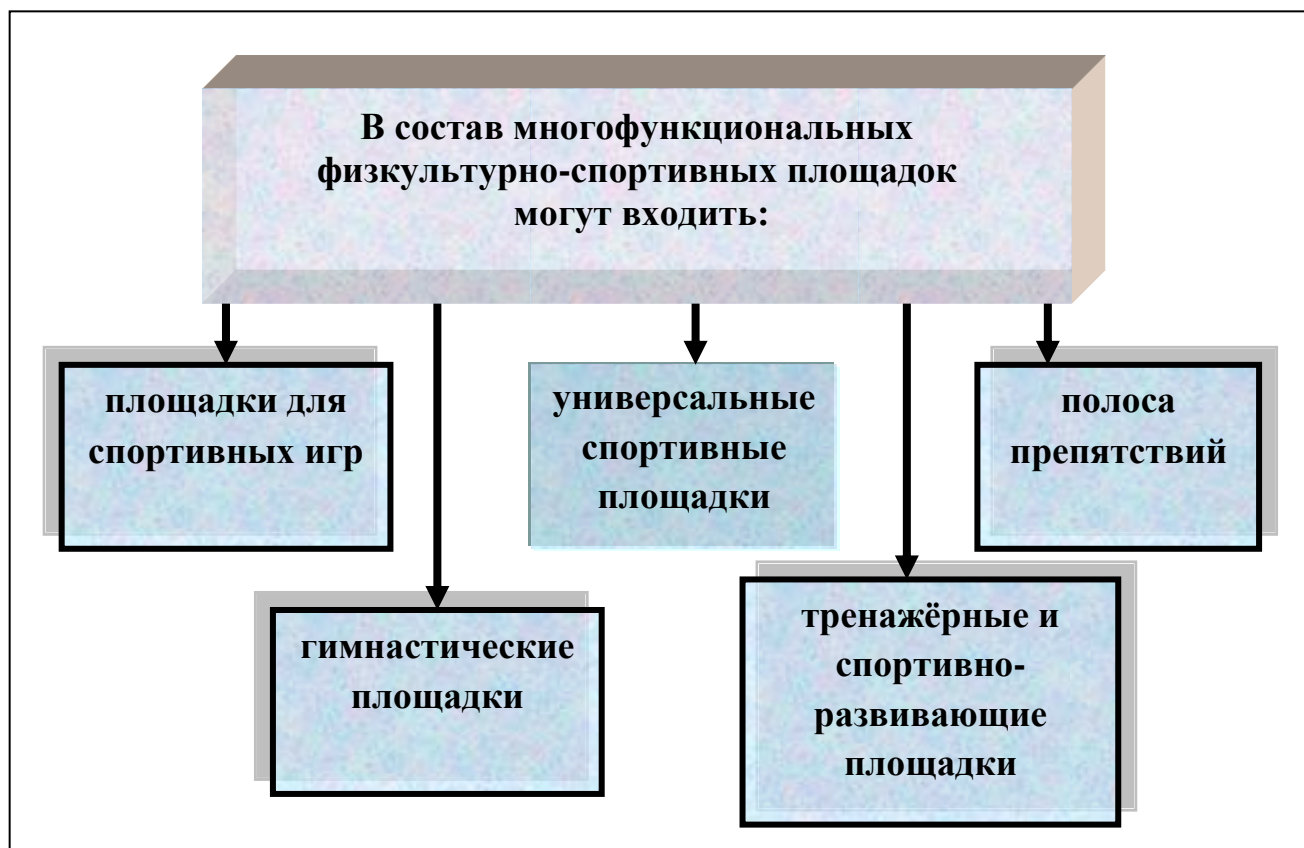 В состав многофункциональных
физкультурно-спортивных площадок
могут входить:
площадки для
спортивных игр
универсальные
спортивные
площадки
полоса
препятствий
гимнастические
площадки
тренажёрные и
спортивно-
развивающие
площадки